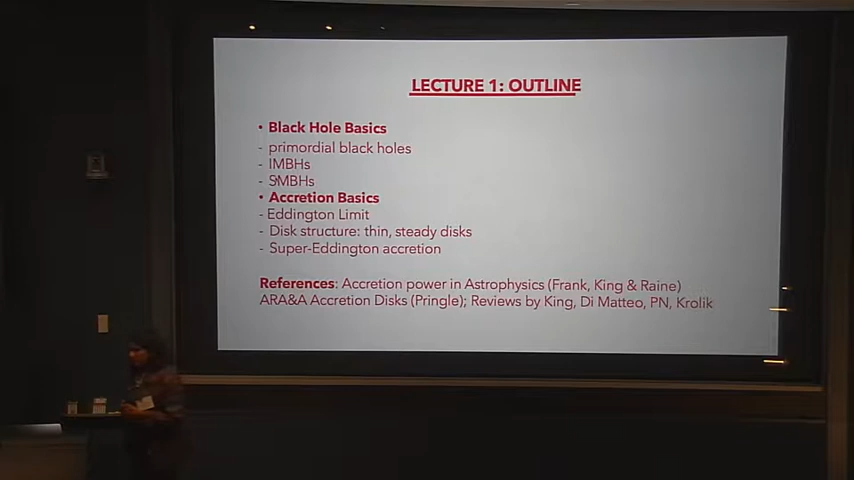 LECTURE 1: OUTLINE
• Black Hole Basics
- primordial black holes
- IMBHs
- SMBHs
• Accretion Basics
- Eddington Limit
- Disk structure: thin, steady disks
- Super-Eddington accretion
References: Accretion power in Astrophysics (Frank, King & Raine)
ARA&A Accretion Disks (Pringle); Reviews by King, Di Matteo, PN, Krolik